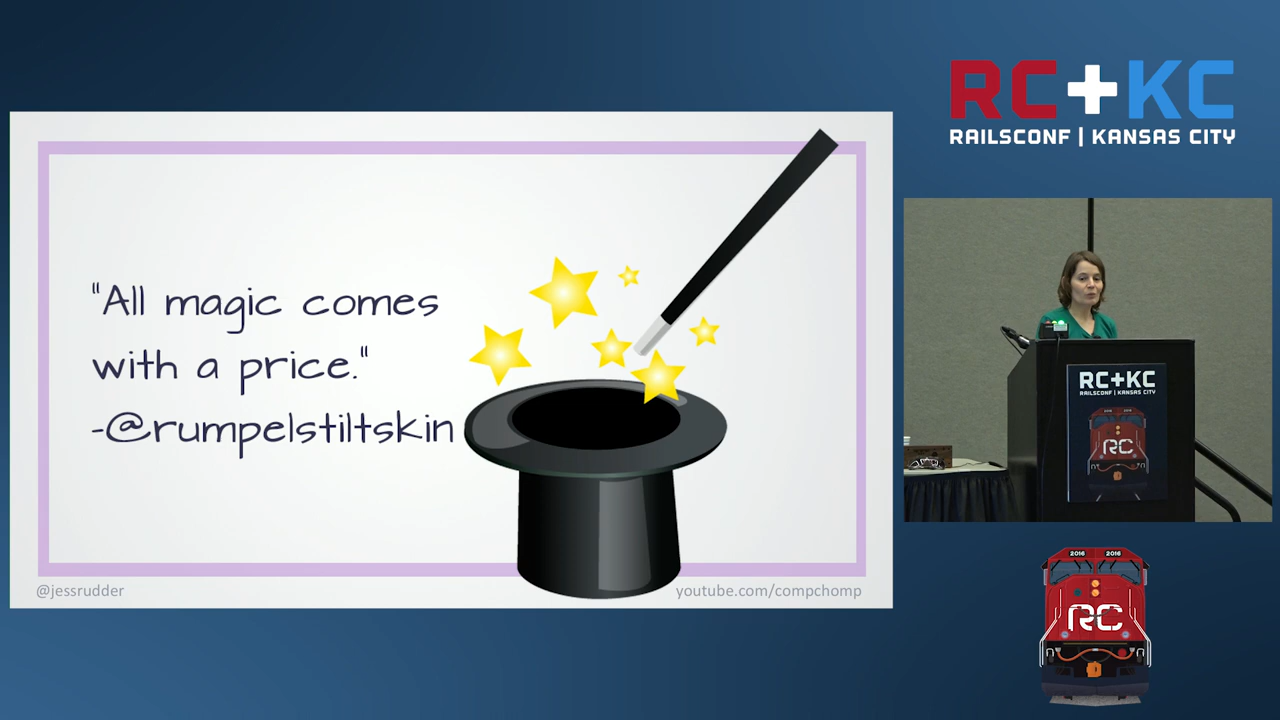 RC+KC
RAILSCONF | KANSAS CITY
"All magic comes
with a price."
-@rumpelstiltskin
@jessrudder
youtube.com/compchomp
RC+KC
RAILSCONF | KANSAS CITY
RC
2016 2016
RC